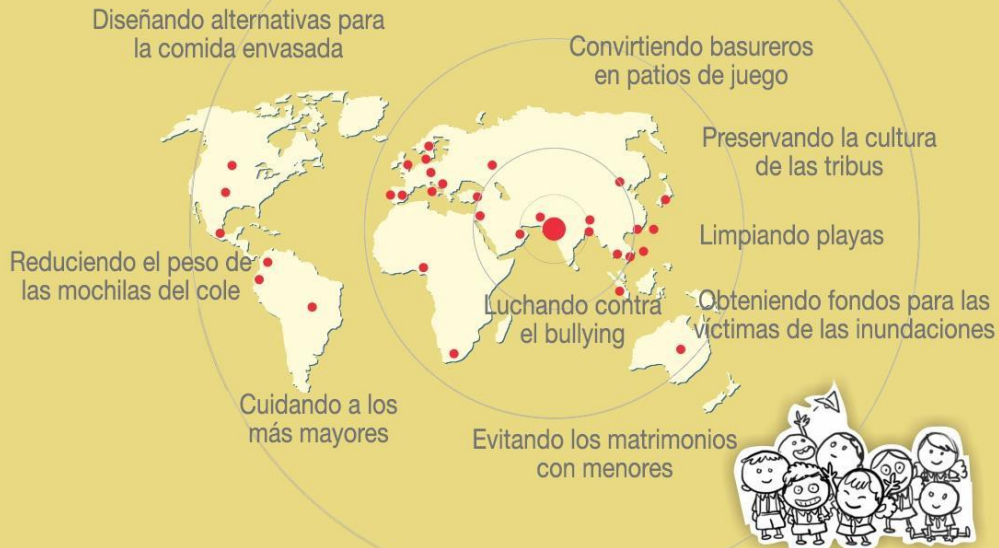 Diseñando alternativas para
la comida envasada
Convirtiendo basureros
en patios de juego
Preservando la cultura
de las tribus
Limpiando playas
Reduciendo el peso de
las mochilas del cole
Luchando contra
el bullying
Obteniendo fondos para las
víctimas de las inundaciones
Cuidando a los
más mayores
Evitando los matrimonios
con menores